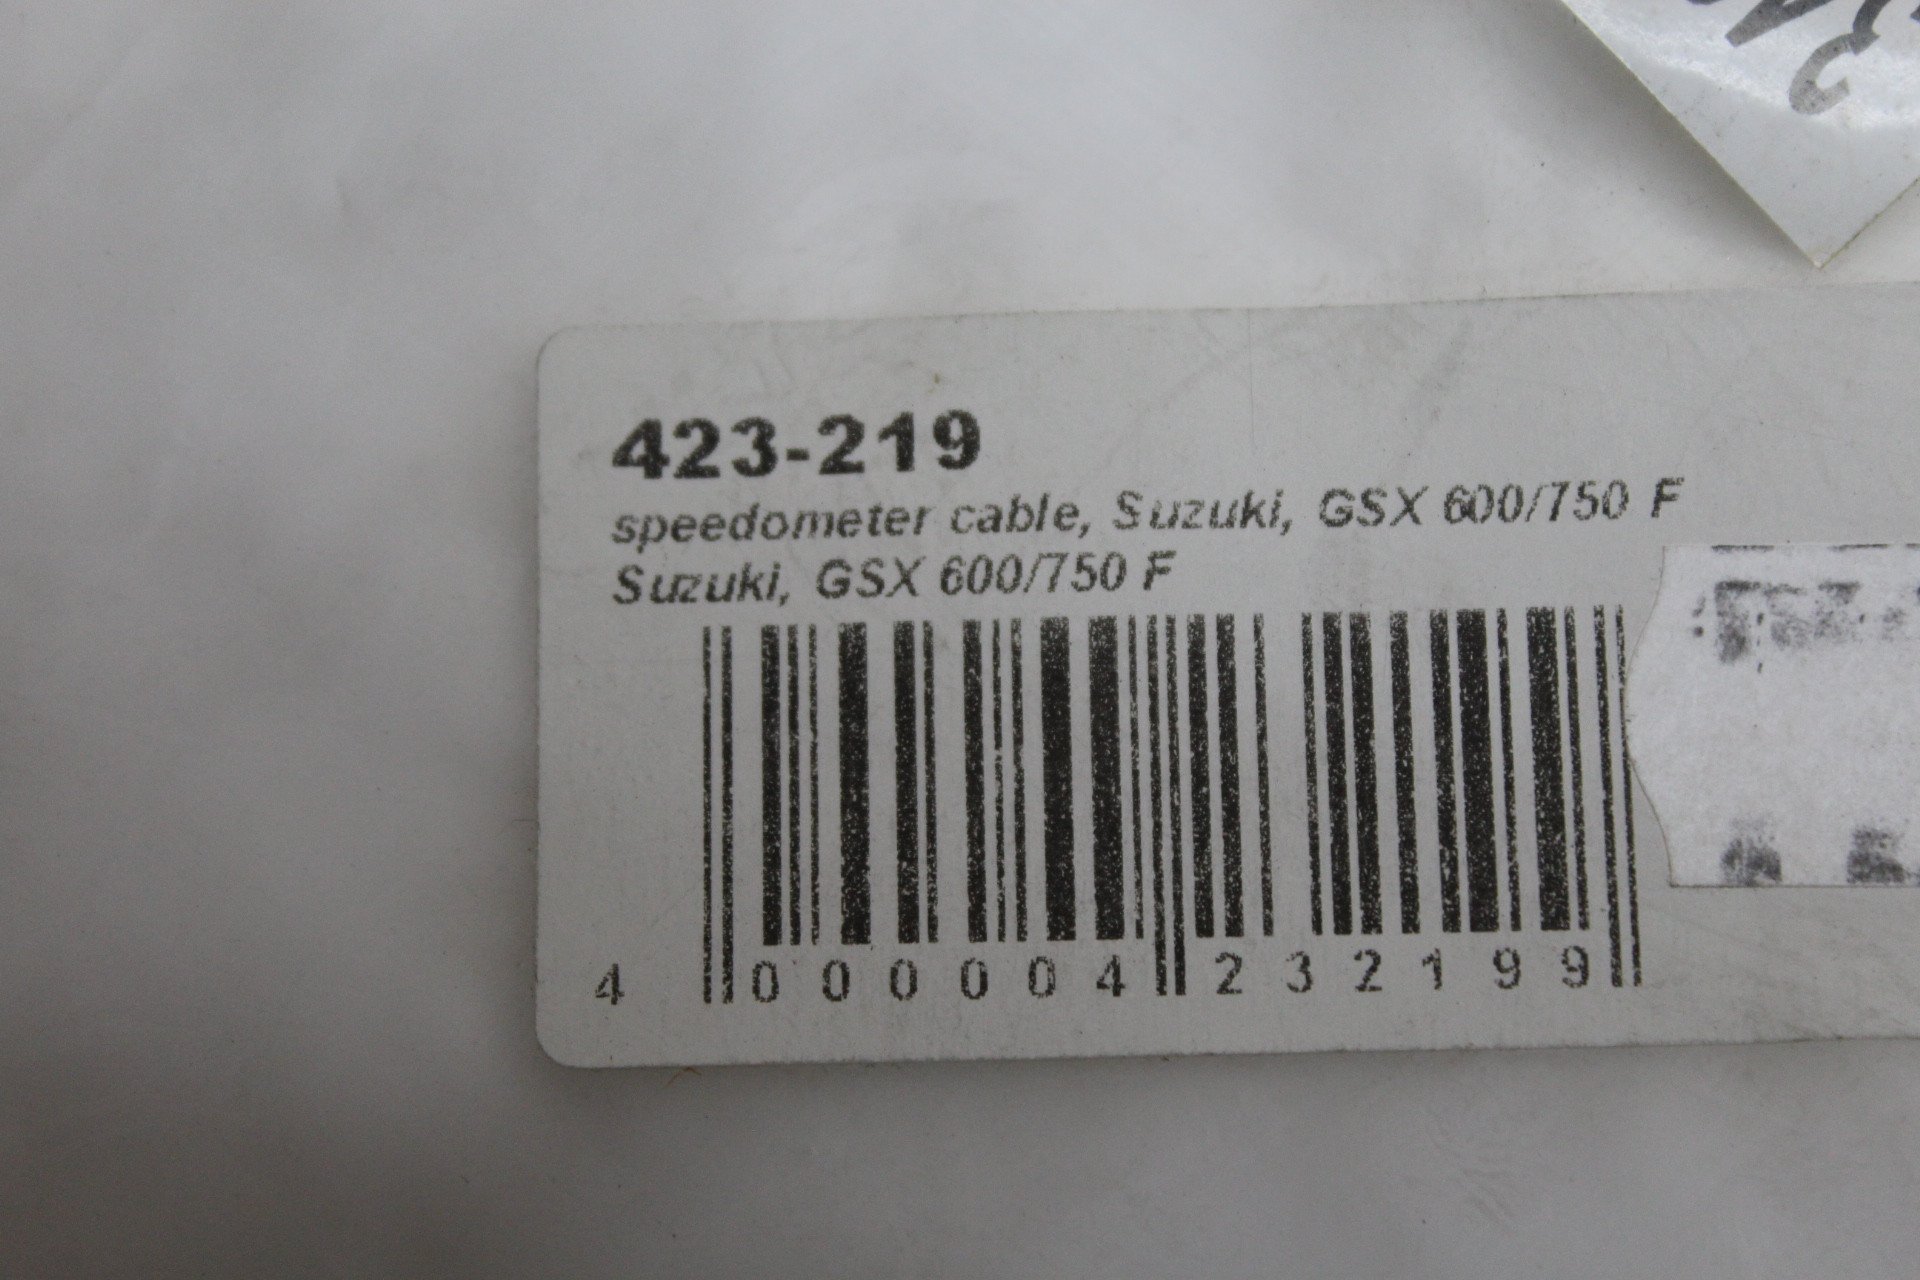 423-219
speedometer cable, Suzuki, GSX 600/750 F
Suzuki, GSX 600/750 F
4 000004 232199